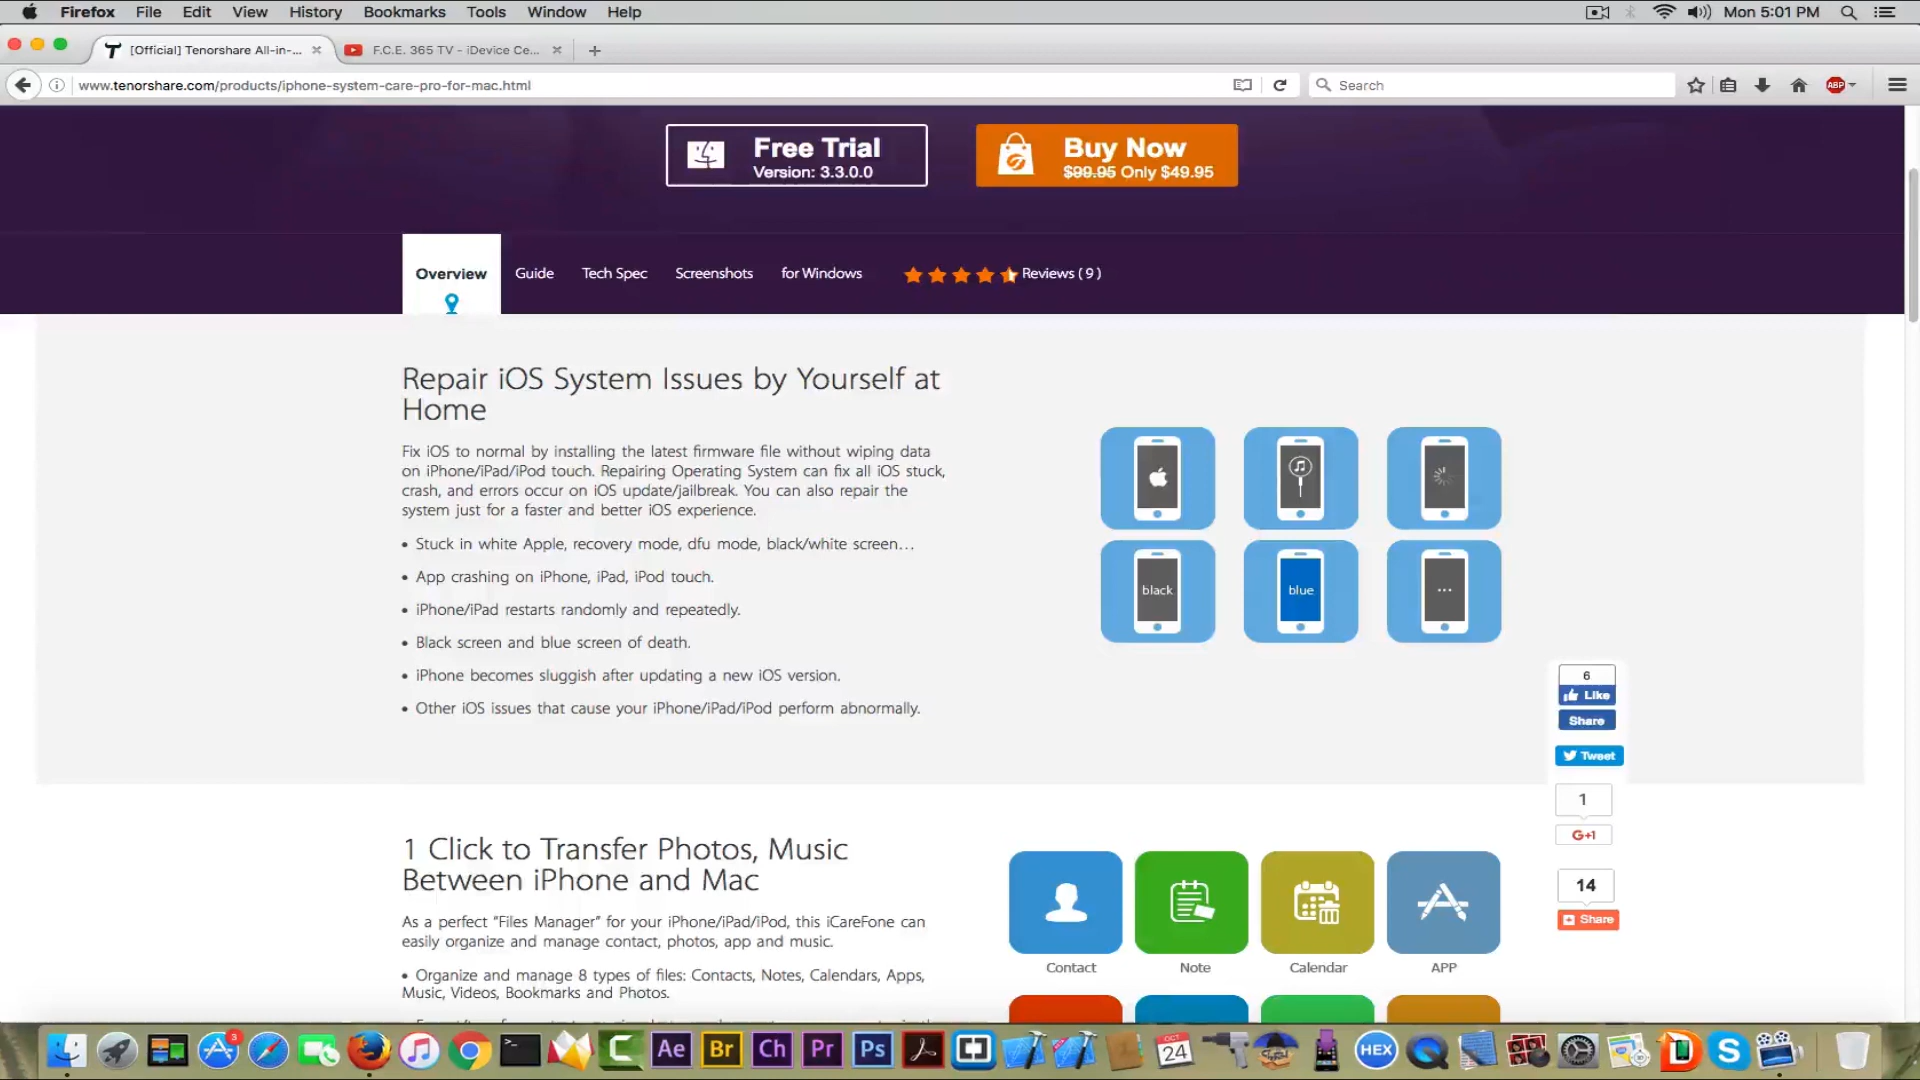 Firefox File Edit View History Bookmarks Tools Window Help Mon 5:01 PM
[Official] Tenorshare All-in-... F.C.E. 365 TV - iDevice Ce...
www.tenorshare.com/products/iphone-system-care-pro-for-mac.html Search ABP
Free Trial
Version: 3.3.0.0
Buy Now
$99.95 Only $49.95
Overview Guide Tech Spec Screenshots for Windows Reviews ( 9 )
Repair iOS System Issues by Yourself at
Home
Fix iOS to normal by installing the latest firmware file without wiping data
on iPhone/iPad/iPod touch. Repairing Operating System can fix all iOS stuck,
crash, and errors occur on iOS update/jailbreak. You can also repair the
system just for a faster and better iOS experience.
• Stuck in white Apple, recovery mode, dfu mode, black/white screen…
• App crashing on iPhone, iPad, iPod touch.
• iPhone/iPad restarts randomly and repeatedly.
• Black screen and blue screen of death.
• iPhone becomes sluggish after updating a new iOS version.
• Other iOS issues that cause your iPhone/iPad/iPod perform abnormally.
black blue ...
6
Like
Share
Tweet
1
G+1
14
Share
1 Click to Transfer Photos, Music
Between iPhone and Mac
As a perfect “Files Manager” for your iPhone/iPad/iPod, this iCareFone can
easily organize and manage contact, photos, app and music.
• Organize and manage 8 types of files: Contacts, Notes, Calendars, Apps,
Music, Videos, Bookmarks and Photos.
Contact Note Calendar APP
3 C Ae Br Ch Pr Ps OCT 24 HEX D S